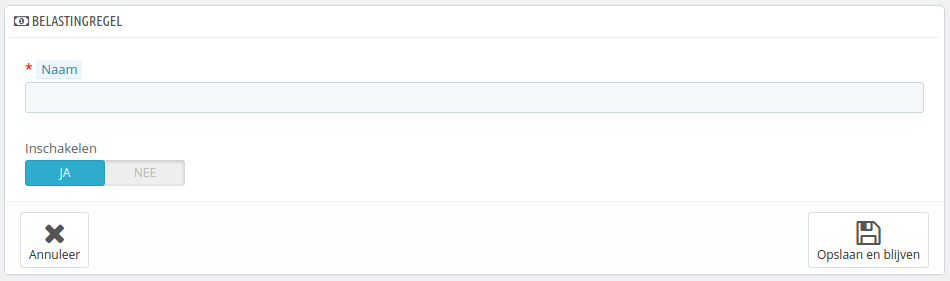 BELASTINGREGEL
* Naam
Inschakelen
JA NEE
Annuleer Opslaan en blijven